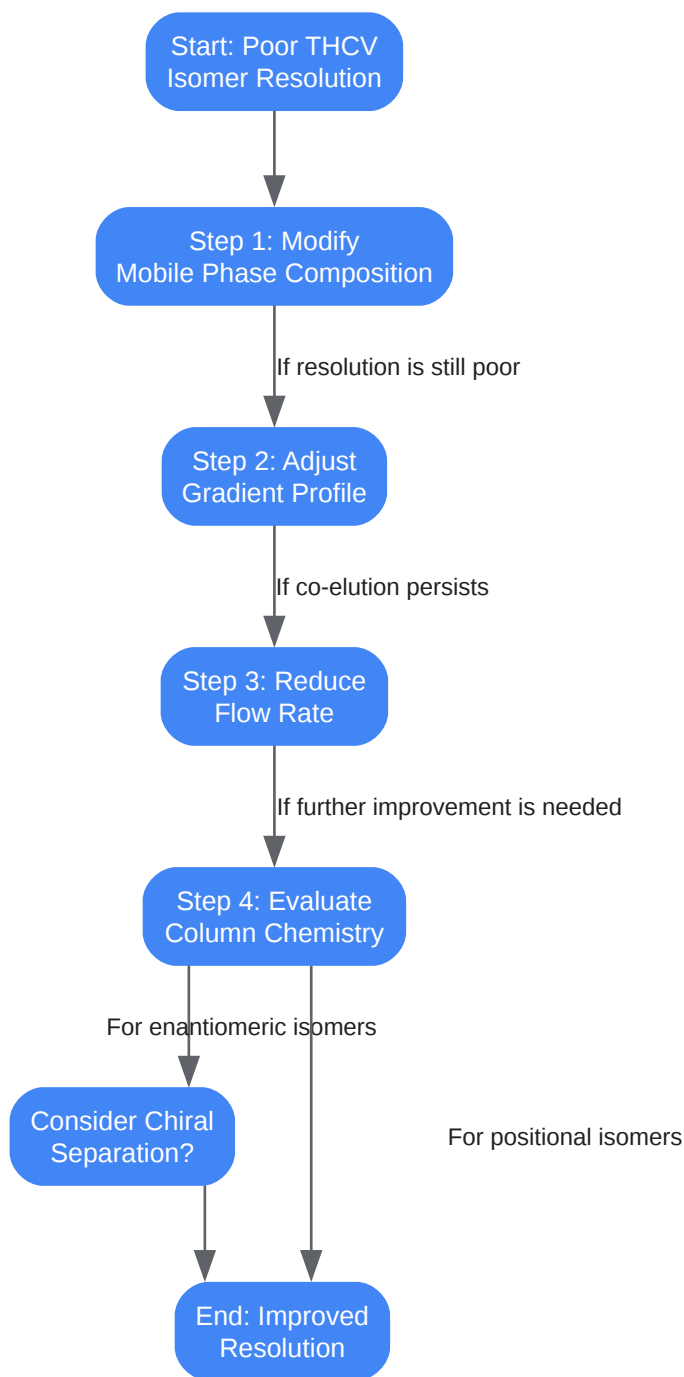 Start: Poor THCV
Isomer Resolution
Step 1: Modify
Mobile Phase Composition
If resolution is still poor
Step 2: Adjust
Gradient Profile
If co-elution persists
Step 3: Reduce
Flow Rate
If further improvement is needed
Step 4: Evaluate
Column Chemistry
For enantiomeric isomers
Consider Chiral
Separation?
For positional isomers
End: Improved
Resolution